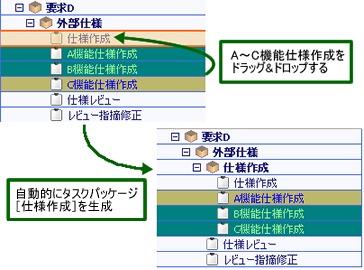 要求D
外部仕様
仕様作成
A機能仕様作成
B機能仕様作成
C機能仕様作成
仕様レビュー
レビュー指摘修正
A～C機能仕様作成を
ドラッグ&ドロップする
自動的にタスクパッケージ
[仕様作成]を生成
要求D
外部仕様
仕様作成
仕様作成
A機能仕様作成
B機能仕様作成
C機能仕様作成
仕様レビュー
レビュー指摘修正